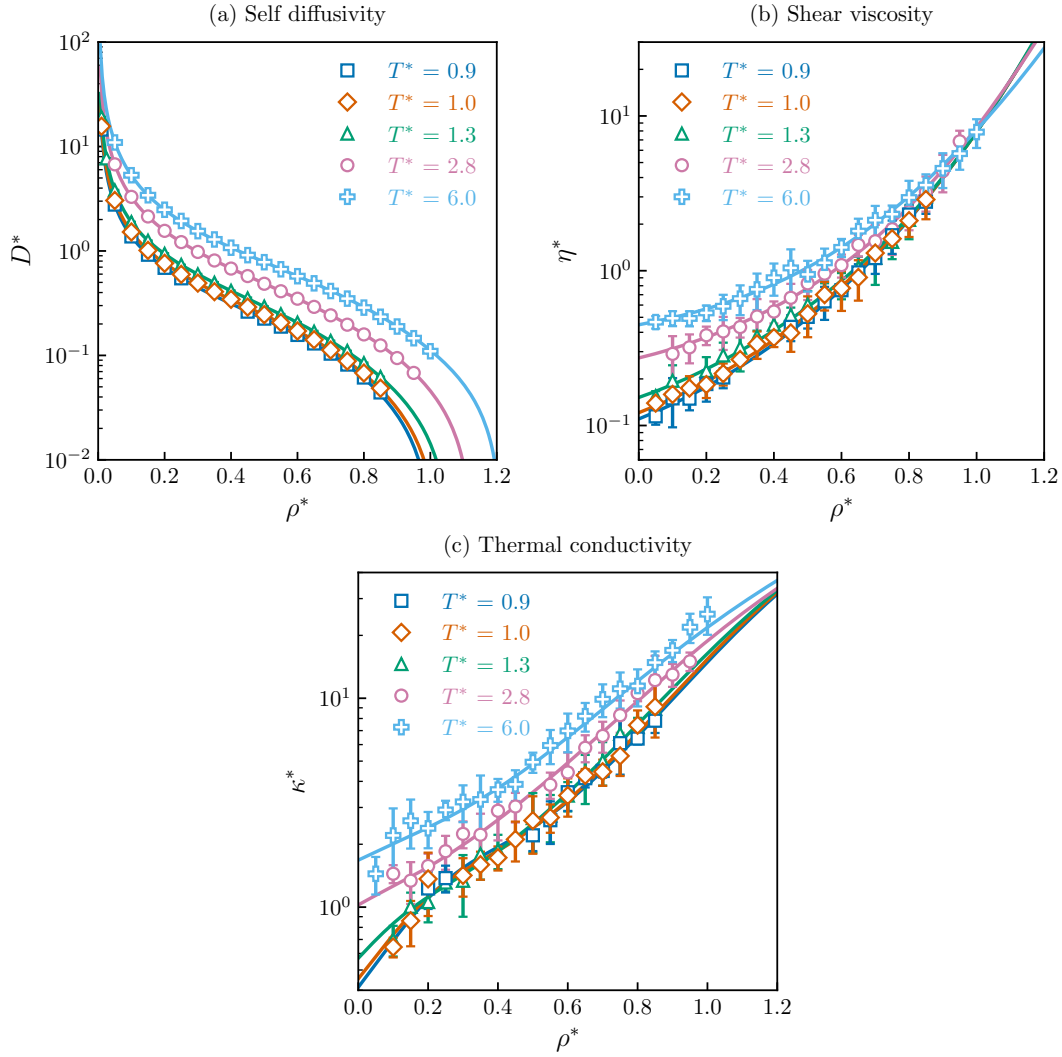 (a) Self diffusivity
10^2
10^1
10^0
10^{-1}
10^{-2}
D^*
T^* = 0.9
T^* = 1.0
T^* = 1.3
T^* = 2.8
T^* = 6.0
0.0 0.2 0.4 0.6 0.8 1.0 1.2
ρ^*
(b) Shear viscosity
10^1
10^0
10^{-1}
η^*
T^* = 0.9
T^* = 1.0
T^* = 1.3
T^* = 2.8
T^* = 6.0
0.0 0.2 0.4 0.6 0.8 1.0 1.2
ρ^*
(c) Thermal conductivity
10^1
10^0
κ^*
T^* = 0.9
T^* = 1.0
T^* = 1.3
T^* = 2.8
T^* = 6.0
0.0 0.2 0.4 0.6 0.8 1.0 1.2
ρ^*